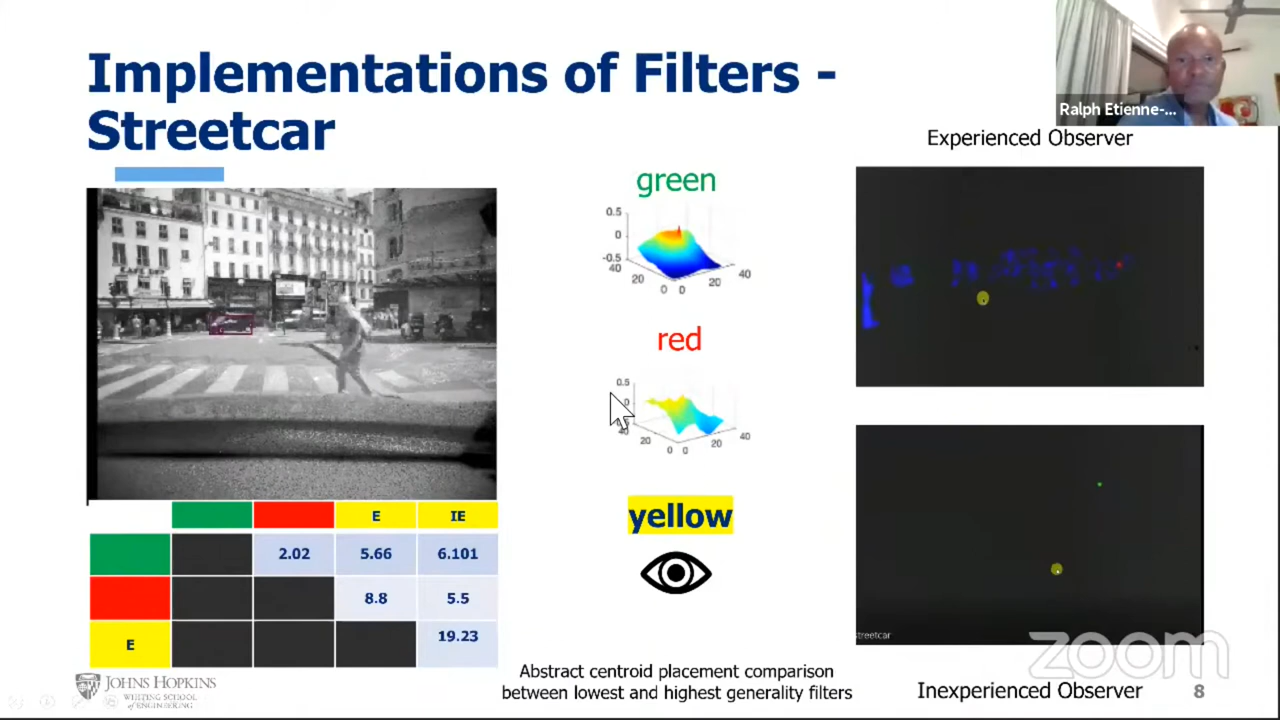 Implementations of Filters -
Streetcar
Ralph Etienne-...
Experienced Observer
green
0.5
0
-0.5
40
20
0 0
20
40
red
0.5
0
20
0 0
20
40
yellow
E
IE
2.02
5.66
6.101
8.8
5.5
E
19.23
Abstract centroid placement comparison
between lowest and highest generality filters
streetcar
zoom
Inexperienced Observer
8
JOHNS HOPKINS
WHITING SCHOOL
of ENGINEERING